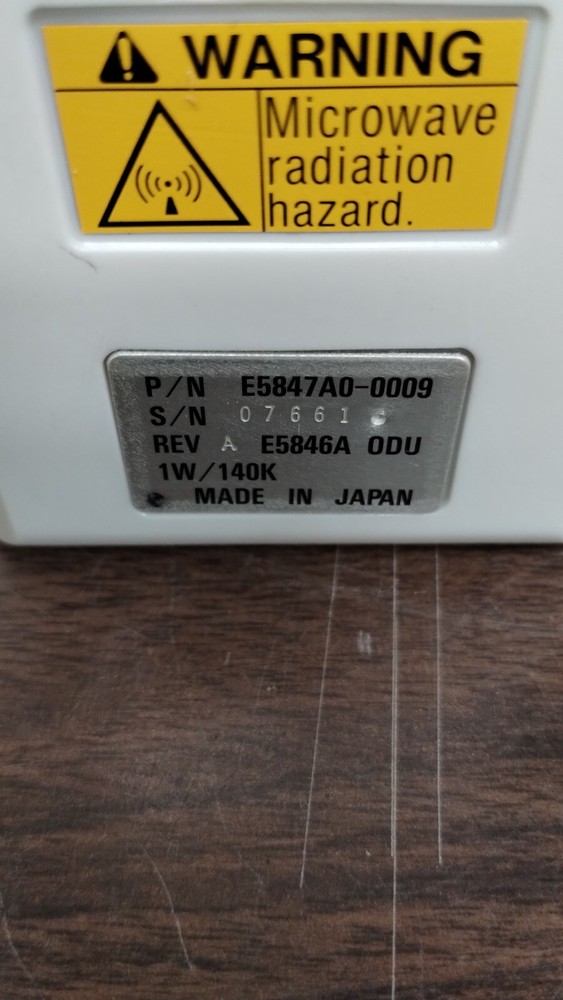 WARNING
Microwave
radiation
hazard.
P/N E5847A0-0009
S/N 07661
REV A E5846A ODU
1W/140K
MADE IN JAPAN